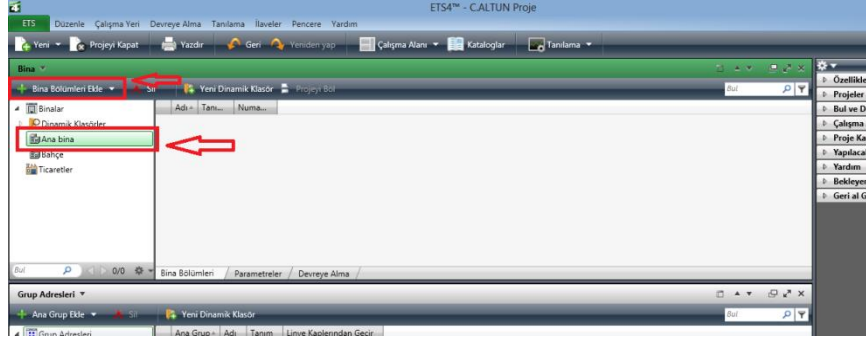 ETS4™ - C.ALTUN Proje
ETS Düzenle Çalışma Yeri Devreye Alma Tanılama İlaveler Pencere Yardım
Yeni Projeyi Kapat Yazdır Geri Yeniden yap Çalışma Alanı Kataloglar Tanılama
Bina
Bina Bölümleri Ekle Sil Yeni Dinamik Klasör Projeyi Böl Bul
Binalar
Dinamik Klasörler
Ana bina
Bahçe
Ticaretler
Adı Tanı... Numa...
Özellikle
Projeler
Bul ve D
Çalışma
Proje Ka
Yapılaca
Yardım
Bekleyen
Geri al G
Bul 0/0 Bina Bölümleri Parametreler Devreye Alma
Grup Adresleri
Ana Grup Ekle Sil Yeni Dinamik Klasör Bul
Grup Adresleri Ana Grup Adı Tanım